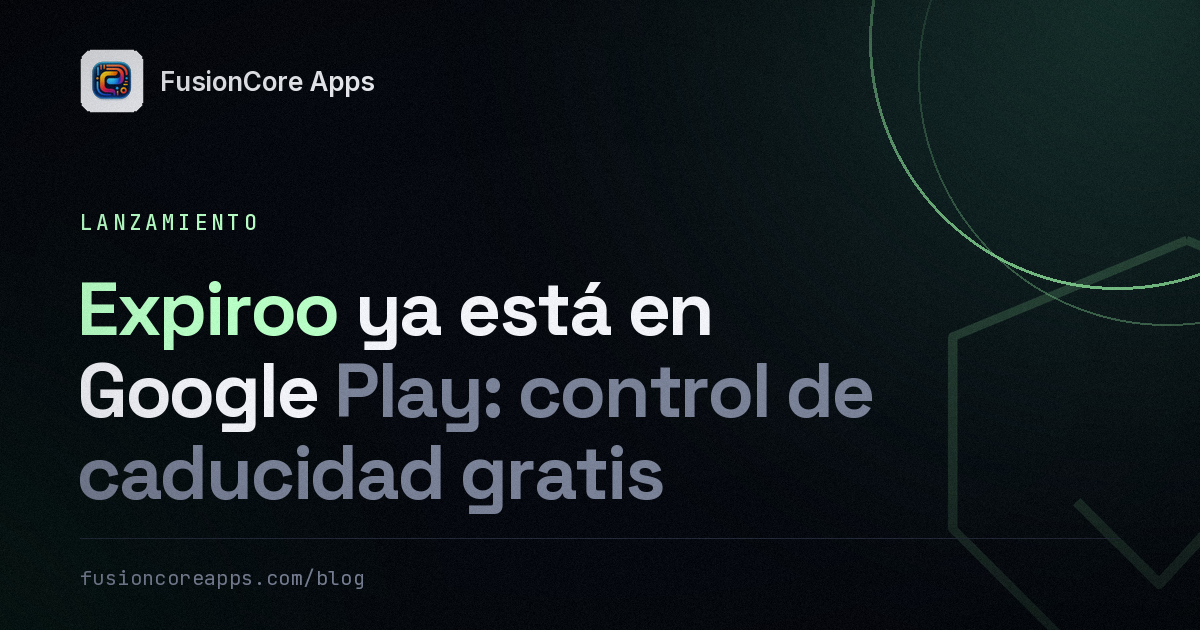 FusionCore Apps
LANZAMIENTO
Expiroo ya está en
Google Play: control de
caducidad gratis
fusioncoreapps.com/blog